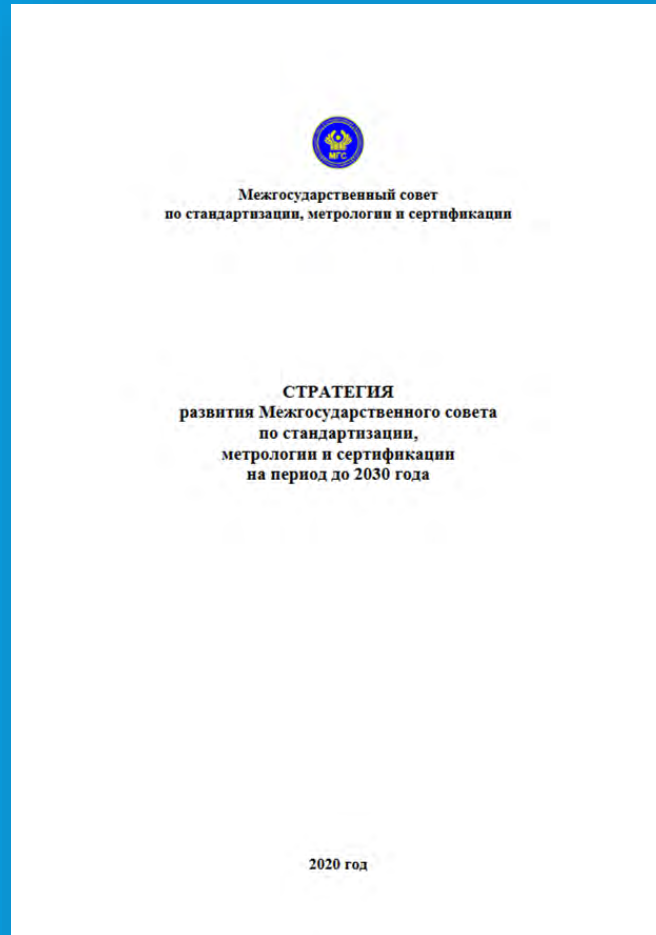 МГС
Межгосударственный совет
по стандартизации, метрологии и сертификации
СТРАТЕГИЯ
развития Межгосударственного совета
по стандартизации,
метрологии и сертификации
на период до 2030 года
2020 год